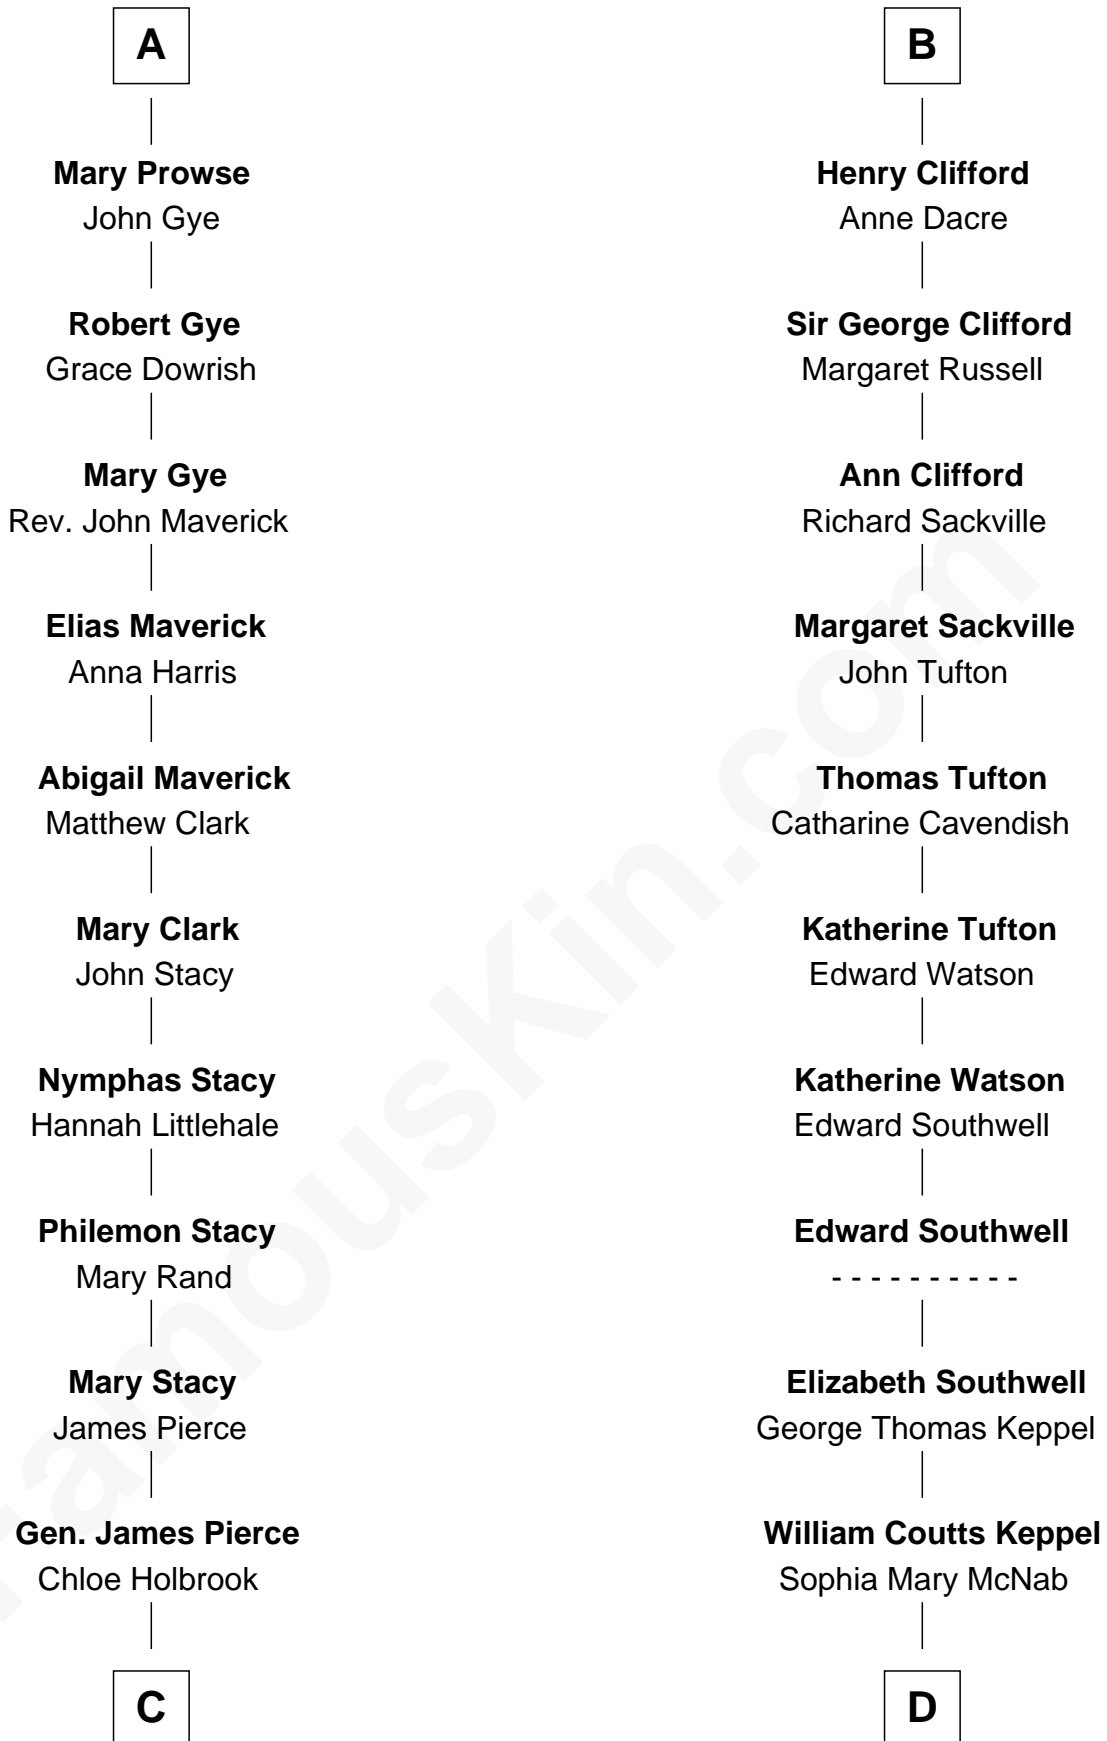 A
Mary Prowse
John Gye
Robert Gye
Grace Dowrish
Mary Gye
Rev. John Maverick
Elias Maverick
Anna Harris
Abigail Maverick
Matthew Clark
Mary Clark
John Stacy
Nymphas Stacy
Hannah Littlehale
Philemon Stacy
Mary Rand
Mary Stacy
James Pierce
Gen. James Pierce
Chloe Holbrook
C
B
Henry Clifford
Anne Dacre
Sir George Clifford
Margaret Russell
Ann Clifford
Richard Sackville
Margaret Sackville
John Tufton
Thomas Tufton
Catharine Cavendish
Katherine Tufton
Edward Watson
Katherine Watson
Edward Southwell
Edward Southwell
- - - - - - - - - -
Elizabeth Southwell
George Thomas Keppel
William Coutts Keppel
Sophia Mary McNab
D
FamousKin.com